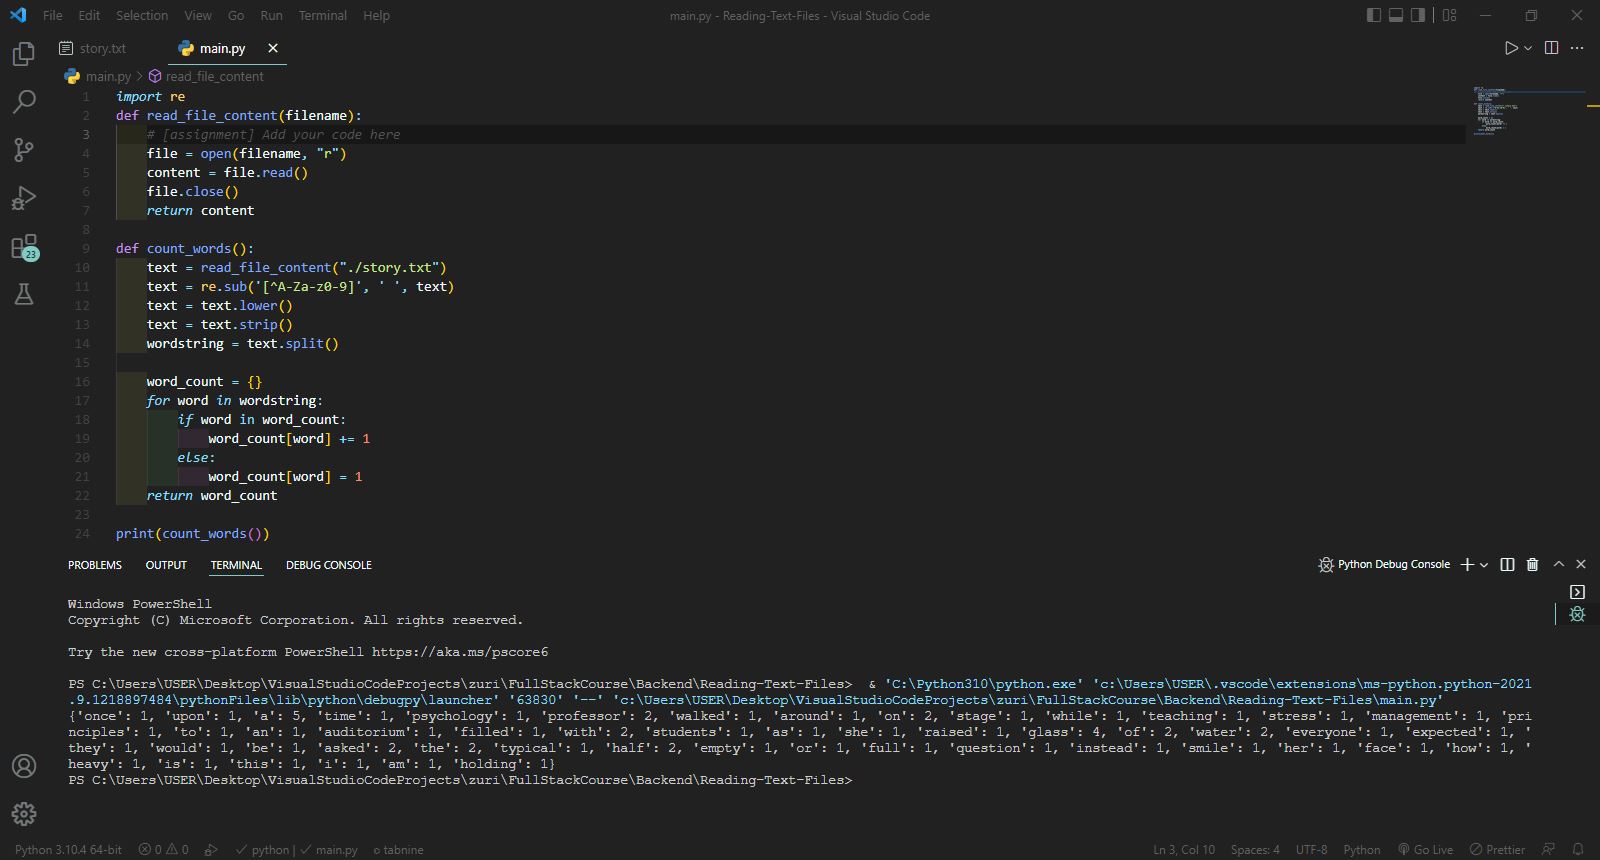 File Edit Selection View Go Run Terminal Help main.py - Reading-Text-Files - Visual Studio Code
story.txt main.py
main.py > read_file_content
1 import re
2 def read_file_content(filename):
3 # [assignment] Add your code here
4 file = open(filename, "r")
5 content = file.read()
6 file.close()
7 return content
8
9 def count_words():
10 text = read_file_content("./story.txt")
11 text = re.sub('[^A-Za-z0-9]', ' ', text)
12 text = text.lower()
13 text = text.strip()
14 wordstring = text.split()
15
16 word_count = {}
17 for word in wordstring:
18 if word in word_count:
19 word_count[word] += 1
20 else:
21 word_count[word] = 1
22 return word_count
23
24 print(count_words())
23
PROBLEMS OUTPUT TERMINAL DEBUG CONSOLE Python Debug Console
Windows PowerShell
Copyright (C) Microsoft Corporation. All rights reserved.
Try the new cross-platform PowerShell https://aka.ms/pscore6
PS C:\Users\USER\Desktop\VisualStudioCodeProjects\zuri\FullStackCourse\Backend\Reading-Text-Files> & 'C:\Python310\python.exe' 'c:\Users\USER\.vscode\extensions\ms-python.python-2021
.9.1218897484\pythonFiles\lib\python\debugpy\launcher' '63830' '--' 'c:\Users\USER\Desktop\VisualStudioCodeProjects\zuri\FullStackCourse\Backend\Reading-Text-Files\main.py'
{'once': 1, 'upon': 1, 'a': 5, 'time': 1, 'psychology': 1, 'professor': 2, 'walked': 1, 'around': 1, 'on': 2, 'stage': 1, 'while': 1, 'teaching': 1, 'stress': 1, 'management': 1, 'pri
nciples': 1, 'to': 1, 'an': 1, 'auditorium': 1, 'filled': 1, 'with': 2, 'students': 1, 'as': 1, 'she': 1, 'raised': 1, 'glass': 4, 'of': 2, 'water': 2, 'everyone': 1, 'expected': 1, '
they': 1, 'would': 1, 'be': 1, 'asked': 2, 'the': 2, 'typical': 1, 'half': 2, 'empty': 1, 'or': 1, 'full': 1, 'question': 1, 'instead': 1, 'smile': 1, 'her': 1, 'face': 1, 'how': 1, '
heavy': 1, 'is': 1, 'this': 1, 'i': 1, 'am': 1, 'holding': 1}
PS C:\Users\USER\Desktop\VisualStudioCodeProjects\zuri\FullStackCourse\Backend\Reading-Text-Files>
Python 3.10.4 64-bit 0 0 python | main.py tabnine Ln 3, Col 10 Spaces: 4 UTF-8 Python Go Live Prettier